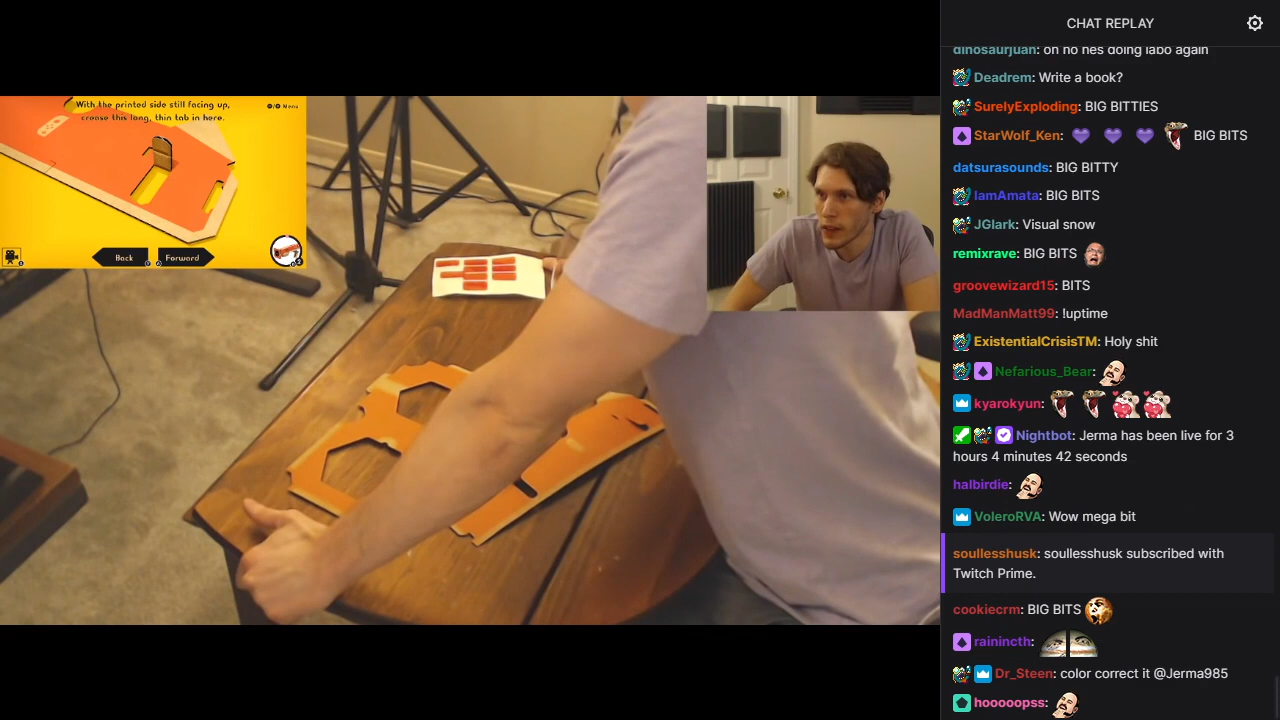 With the printed side still facing up,
crease this long, thin tab in here.
Menu
Back
Forward
CHAT REPLAY
dinosaurjuan: oh no hes doing labo again
Deadrem: Write a book?
SurelyExploding: BIG BITTIES
StarWolf_Ken: BIG BITS
datsurasounds: BIG BITTY
IamAmata: BIG BITS
JGlark: Visual snow
remixrave: BIG BITS
groovewizard15: BITS
MadManMatt99: !uptime
ExistentialCrisisTM: Holy shit
Nefarious_Bear:
kyarokyun:
Nightbot: Jerma has been live for 3
hours 4 minutes 42 seconds
halbirdie:
VoleroRVA: Wow mega bit
soullesshusk: soullesshusk subscribed with
Twitch Prime.
cookiecrm: BIG BITS
rainincth:
Dr_Steen: color correct it @Jerma985
hooooopss: